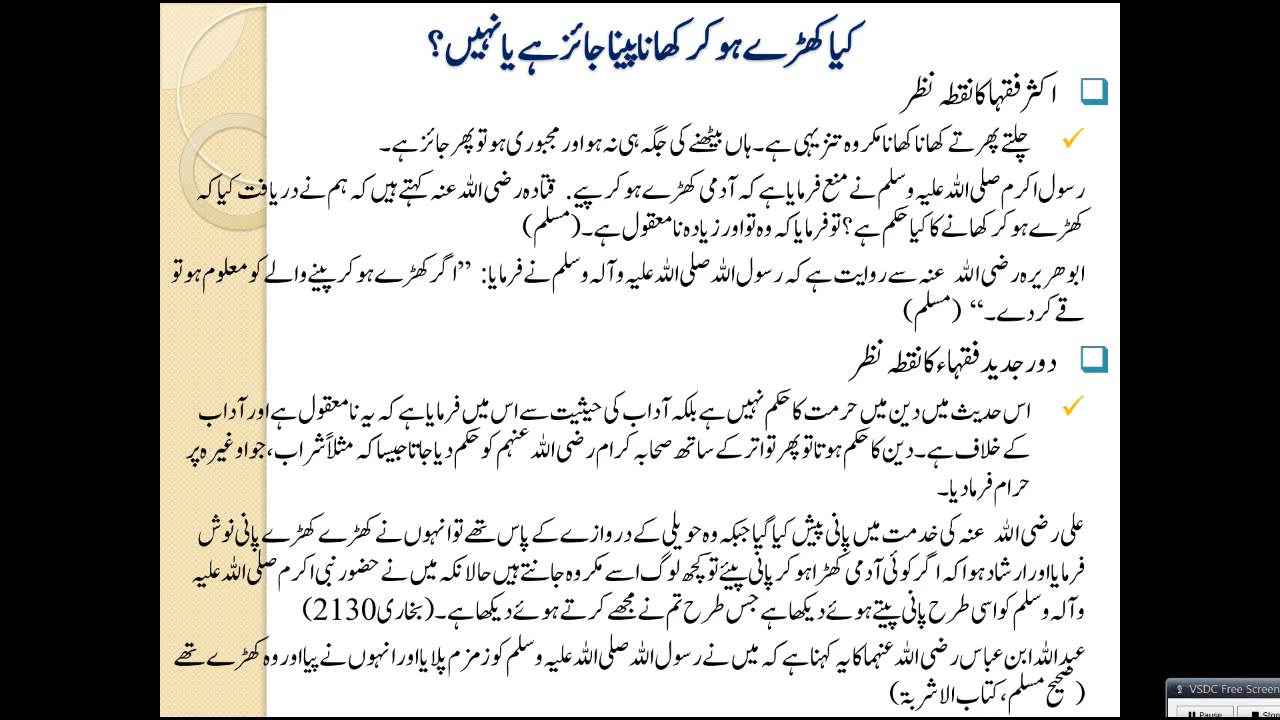 کیا کھڑے ہو کر کھانا پینا جائز ہے یا نہیں؟
اکثر فقہا کا نقطہ نظر
چلتے پھرتے کھانا کھانا مکروہ تنزیہی ہے۔ ہاں بیٹھنے کی جگہ ہی نہ ہو اور مجبوری ہو تو پھر جائز ہے۔
رسول اکرم صلی اللہ علیہ وسلم نے منع فرمایا ہے کہ آدمی کھڑے ہو کر پیے. قتادہ رضی اللہ عنہ کہتے ہیں کہ ہم نے دریافت کیا کہ
کھڑے ہو کر کھانے کا کیا حکم ہے؟ تو فرمایا کہ وہ تو اور زیادہ نامعقول ہے۔ (مسلم)
ابوھریرہ رضی اللہ عنہ سے روایت ہے کہ رسول اللہ صلی اللہ علیہ وآلہ وسلم نے فرمایا: ”اگر کھڑے ہو کر پینے والے کو معلوم ہو تو
قے کر دے۔“ (مسلم)
دور جدید فقہاء کا نقطہ نظر
اس حدیث میں دین میں حرمت کا حکم نہیں ہے بلکہ آداب کی حیثیت سے اس میں فرمایا ہے کہ یہ نامعقول ہے اور آداب
کے خلاف ہے۔ دین کا حکم ہوتا تو پھر تواتر کے ساتھ صحابہ کرام رضی اللہ عنہم کو حکم دیا جاتا جیسا کہ مثلاً شراب، جوا وغیرہ پر
حرام فرمادیا۔
علی رضی اللہ عنہ کی خدمت میں پانی پیش کیا گیا جبکہ وہ حویلی کے دروازے کے پاس تھے تو انہوں نے کھڑے کھڑے پانی نوش
فرمایا اور ارشاد ہوا کہ اگر کوئی آدمی کھڑا ہو کر پانی پیئے تو کچھ لوگ اسے مکروہ جانتے ہیں حالانکہ میں نے حضور نبی اکرم صلی اللہ علیہ
وآلہ وسلم کو اسی طرح پانی پیتے ہوئے دیکھا ہے جس طرح تم نے مجھے کرتے ہوئے دیکھا ہے۔ (بخاری 2130)
عبداللہ ابن عباس رضی اللہ عنہما کا یہ کہنا ہے کہ میں نے رسول اللہ صلی اللہ علیہ وسلم کو زمزم پلایا اور انہوں نے پیا اور وہ کھڑے تھے
(صحیح مسلم، کتاب الاشربۃ)
VSDC Free Screen
Pause